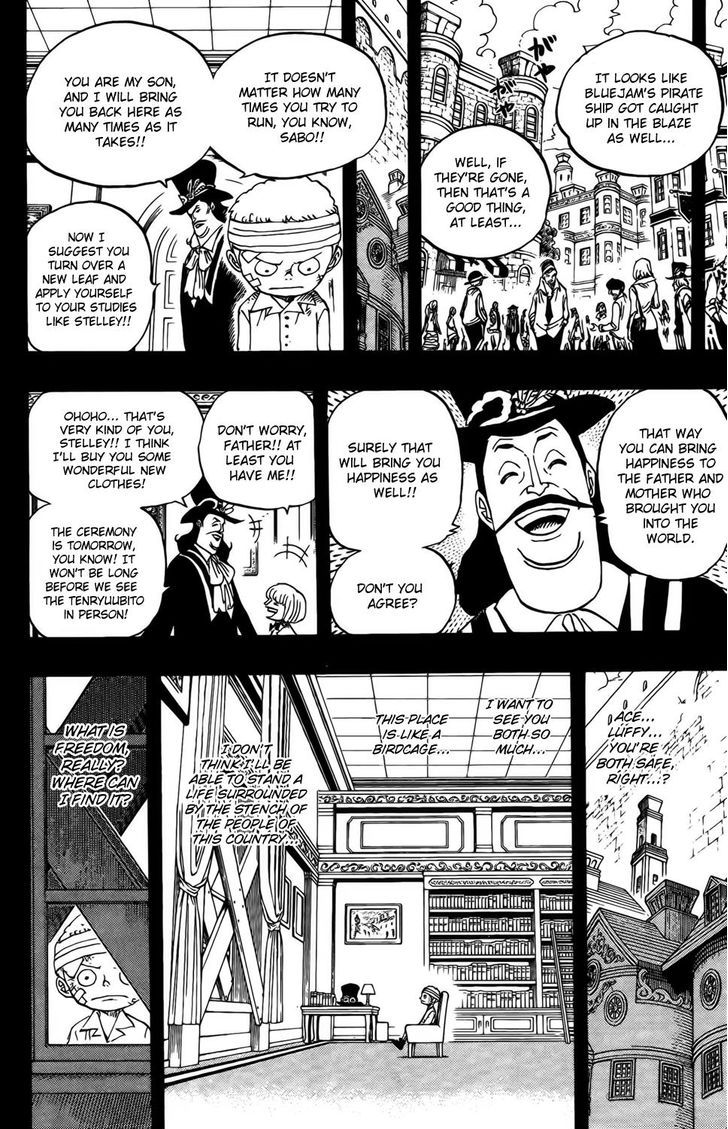 IT LOOKS LIKE
BLUEJAM'S PIRATE
SHIP GOT CAUGHT
UP IN THE BLAZE
AS WELL...
が
や
が
や
WELL, IF
THEY'RE GONE,
THEN THAT'S A
GOOD THING,
AT LEAST...
IT DOESN'T
MATTER HOW MANY
TIMES YOU TRY TO
RUN, YOU KNOW,
SABO!!
YOU ARE MY SON,
AND I WILL BRING
YOU BACK HERE AS
MANY TIMES AS IT
TAKES!!
NOW I
SUGGEST YOU
TURN OVER A
NEW LEAF AND
APPLY YOURSELF
TO YOUR STUDIES
LIKE STELLEY!!
THAT WAY
YOU CAN BRING
HAPPINESS TO
THE FATHER AND
MOTHER WHO
BROUGHT YOU
INTO THE
WORLD.
SURELY THAT
WILL BRING YOU
HAPPINESS AS
WELL!!
DON'T YOU
AGREE?
DON'T WORRY,
FATHER!! AT
LEAST YOU
HAVE ME!!
OHOHO... THAT'S
VERY KIND OF YOU,
STELLEY!! I THINK
I'LL BUY YOU SOME
WONDERFUL NEW
CLOTHES!
THE CEREMONY
IS TOMORROW,
YOU KNOW! IT
WON'T BE LONG
BEFORE WE SEE
THE TENRYUUBITO
IN PERSON!
ACE...
LUFFY...
YOU'RE
BOTH SAFE,
RIGHT...?
I WANT TO
SEE YOU
BOTH SO
MUCH...
THIS PLACE
IS LIKE A
BIRDCAGE...
I DON'T
THINK I'LL BE
ABLE TO STAND A
LIFE SURROUNDED
BY THE STENCH OF
THE PEOPLE OF
THIS COUNTRY...
WHAT IS
FREEDOM,
REALLY?
WHERE CAN
I FIND IT?